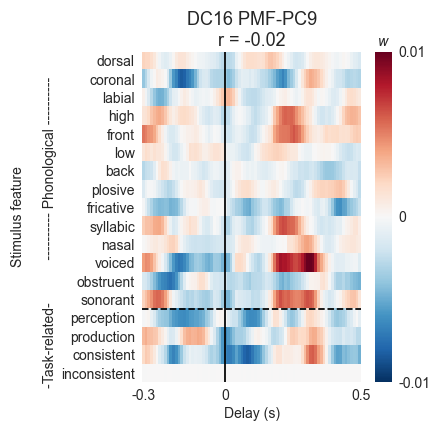 DC16 PMF-PC9
r = -0.02
w
dorsal
coronal
labial
high
front
low
back
plosive
fricative
syllabic
nasal
voiced
obstruent
sonorant
perception
production
consistent
inconsistent
Stimulus feature
-Task-related- ---------- Phonological ----------
0.01
0
-0.01
-0.3 0 0.5
Delay (s)